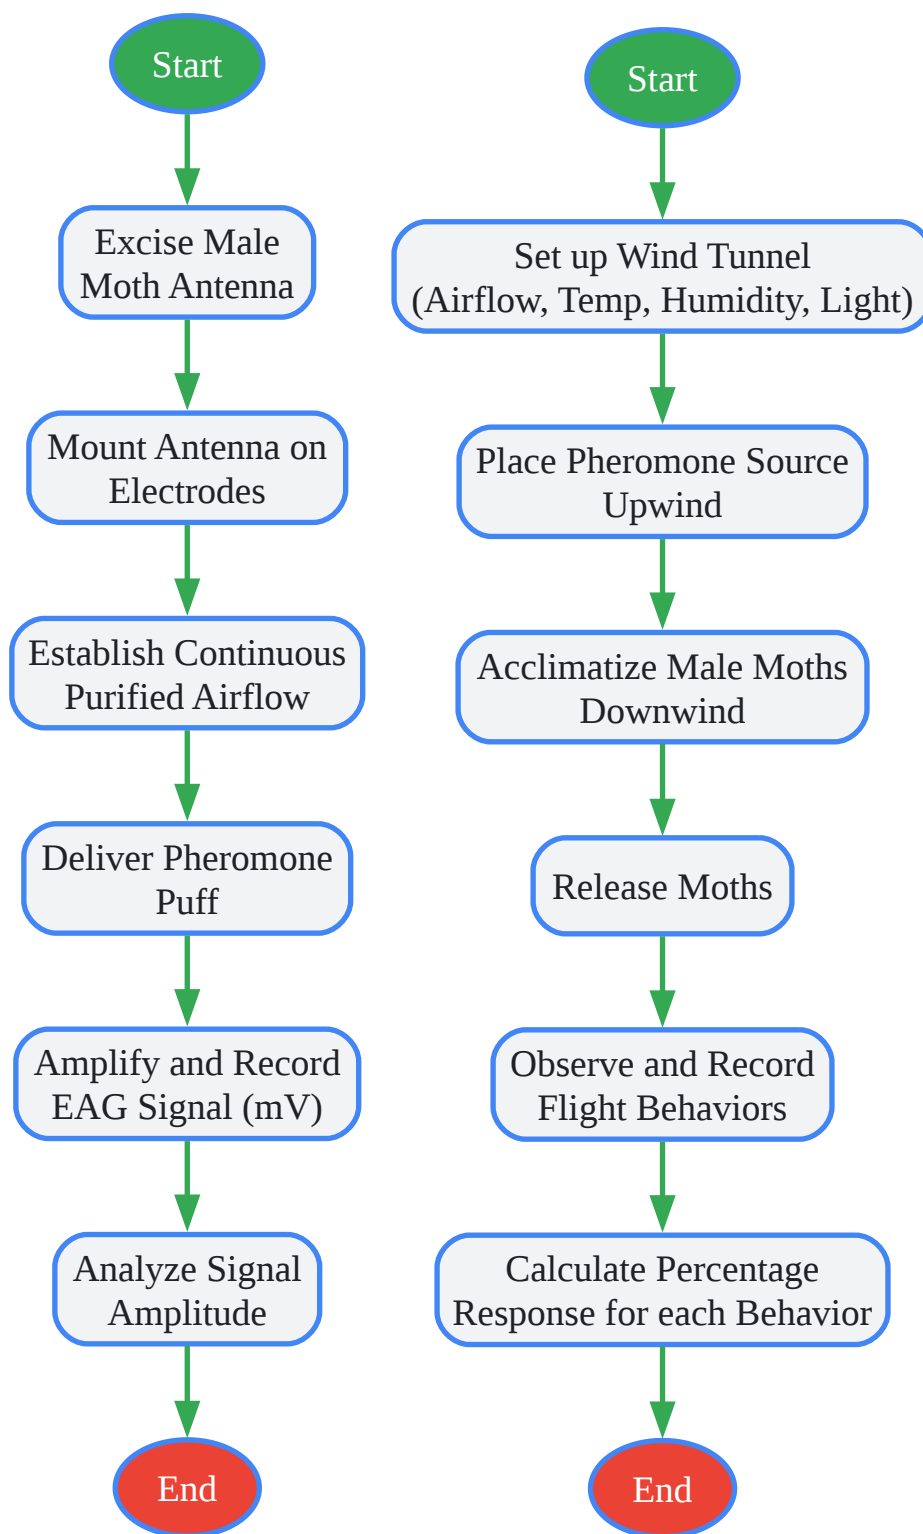 Start
Excise Male
Moth Antenna
Mount Antenna on
Electrodes
Establish Continuous
Purified Airflow
Deliver Pheromone
Puff
Amplify and Record
EAG Signal (mV)
Analyze Signal
Amplitude
End
Start
Set up Wind Tunnel
(Airflow, Temp, Humidity, Light)
Place Pheromone Source
Upwind
Acclimatize Male Moths
Downwind
Release Moths
Observe and Record
Flight Behaviors
Calculate Percentage
Response for each Behavior
End